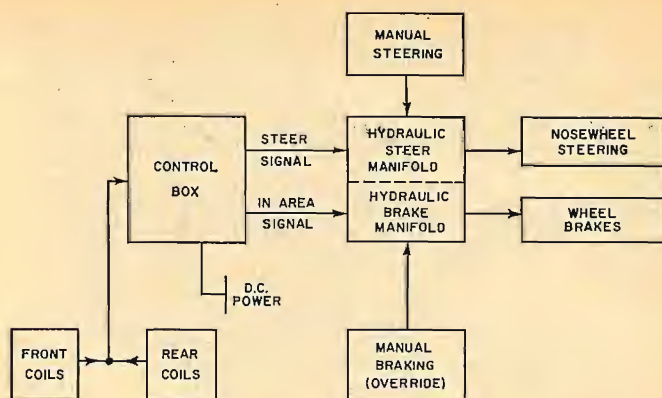 MANUAL
STEERING
CONTROL
BOX
STEER
SIGNAL
IN AREA
SIGNAL
HYDRAULIC
STEER
MANIFOLD
HYDRAULIC
BRAKE
MANIFOLD
NOSEWHEEL
STEERING
WHEEL
BRAKES
D.C.
POWER
FRONT
COILS
REAR
COILS
MANUAL
BRAKING
(OVERRIDE)